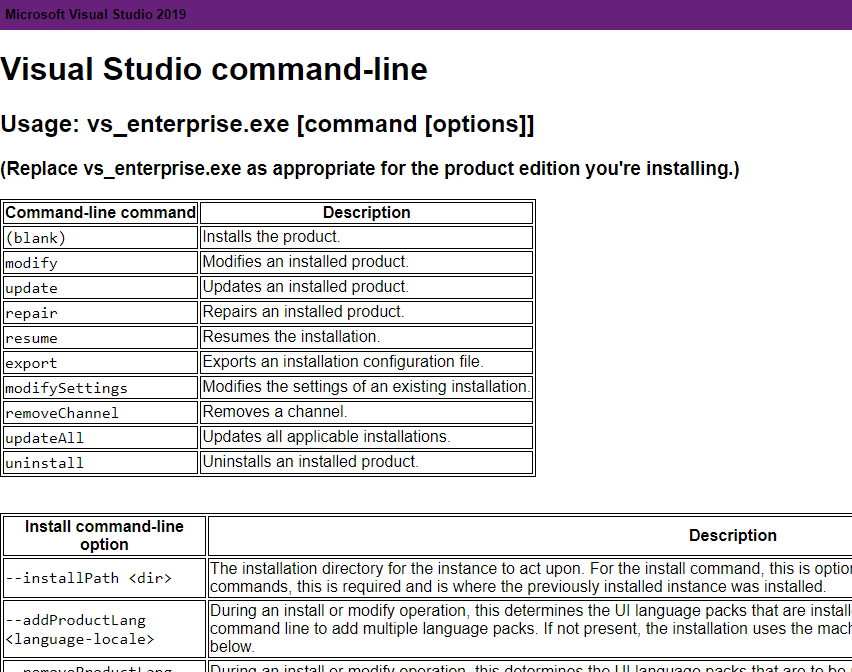 Microsoft Visual Studio 2019
Visual Studio command-line
Usage: vs_enterprise.exe [command [options]]
(Replace vs_enterprise.exe as appropriate for the product edition you're installing.)
Command-line command Description
(blank) Installs the product.
modify Modifies an installed product.
update Updates an installed product.
repair Repairs an installed product.
resume Resumes the installation.
export Exports an installation configuration file.
modifySettings Modifies the settings of an existing installation.
removeChannel Removes a channel.
updateAll Updates all applicable installations.
uninstall Uninstalls an installed product.
Install command-line
option
Description
--installPath <dir>
The installation directory for the instance to act upon. For the install command, this is
commands, this is required and is where the previously installed instance was installed.
--addProductLang
<language-locale>
During an install or modify operation, this determines the UI language packs that are
command line to add multiple language packs. If not present, the installation uses the
below.
--removeProductLang
During an install or modify operation, this determines the UI language packs that are to be